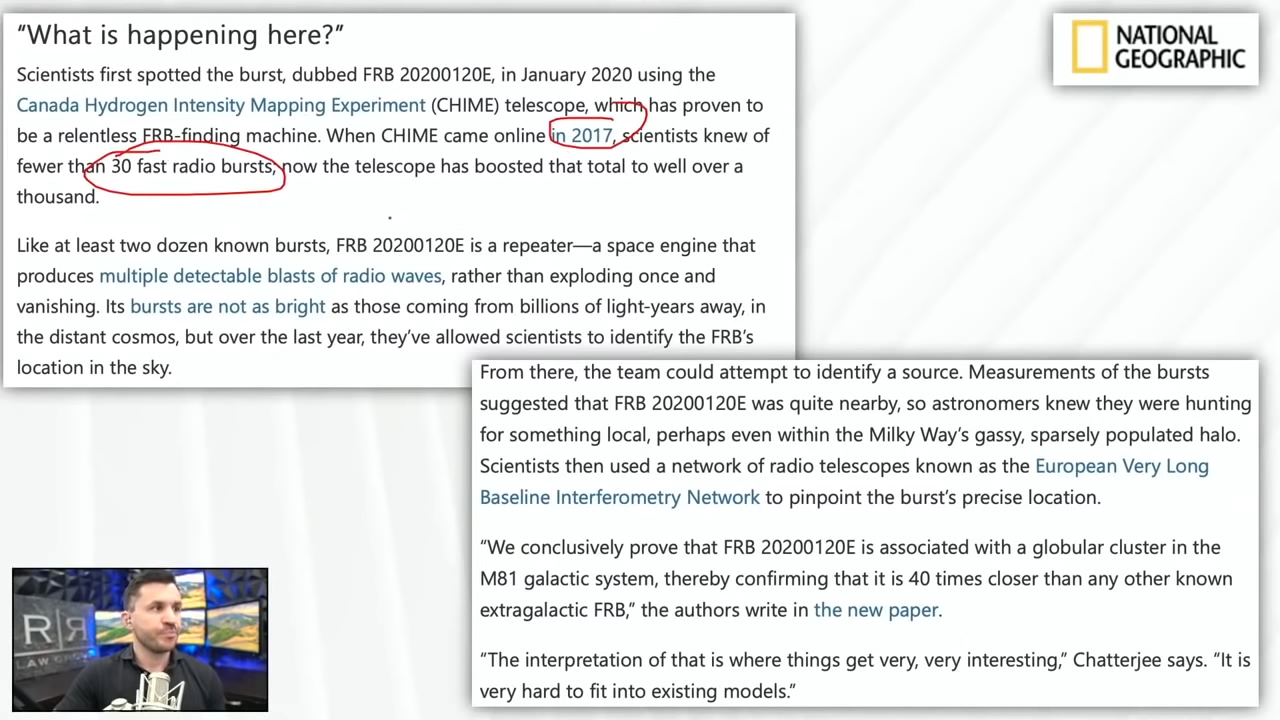 “What is happening here?”
Scientists first spotted the burst, dubbed FRB 20200120E, in January 2020 using the
Canada Hydrogen Intensity Mapping Experiment (CHIME) telescope, which has proven to
be a relentless FRB-finding machine. When CHIME came online in 2017, scientists knew of
fewer than 30 fast radio bursts; now the telescope has boosted that total to well over a
thousand.
Like at least two dozen known bursts, FRB 20200120E is a repeater—a space engine that
produces multiple detectable blasts of radio waves, rather than exploding once and
vanishing. Its bursts are not as bright as those coming from billions of light-years away, in
the distant cosmos, but over the last year, they’ve allowed scientists to identify the FRB’s
location in the sky.
NATIONAL
GEOGRAPHIC
From there, the team could attempt to identify a source. Measurements of the bursts
suggested that FRB 20200120E was quite nearby, so astronomers knew they were hunting
for something local, perhaps even within the Milky Way’s gassy, sparsely populated halo.
Scientists then used a network of radio telescopes known as the European Very Long
Baseline Interferometry Network to pinpoint the burst’s precise location.
“We conclusively prove that FRB 20200120E is associated with a globular cluster in the
M81 galactic system, thereby confirming that it is 40 times closer than any other known
extragalactic FRB,” the authors write in the new paper.
“The interpretation of that is where things get very, very interesting,” Chatterjee says. “It is
very hard to fit into existing models.”
R|R
LAW